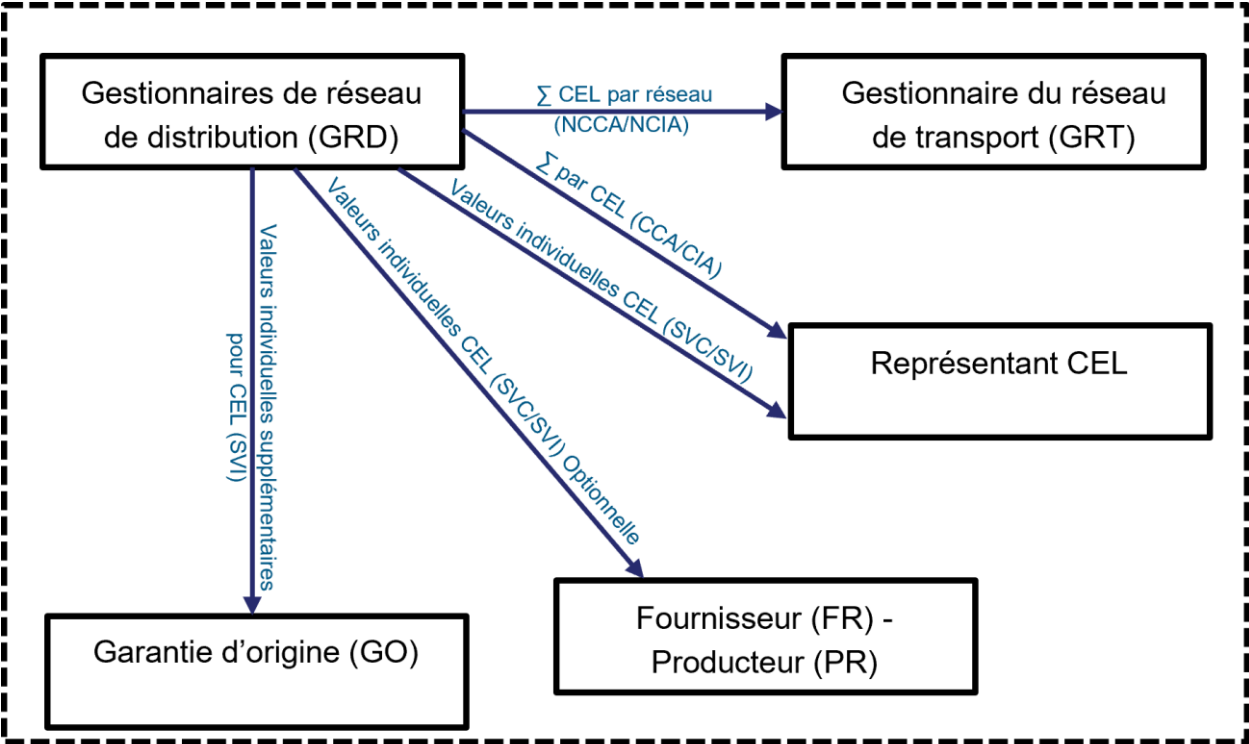 Gestionnaires de réseau
de distribution (GRD)
∑ CEL par réseau
(NCCA/NCIA)
Gestionnaire du réseau
de transport (GRT)
∑ par CEL (CCA/CIA)
Valeurs individuelles CEL (SVC/SVI)
Valeurs individuelles CEL (SVC/SVI) Optionnelle
Valeurs individuelles supplémentaires
pour CEL (SVI)
Représentant CEL
Fournisseur (FR) -
Producteur (PR)
Garantie d’origine (GO)